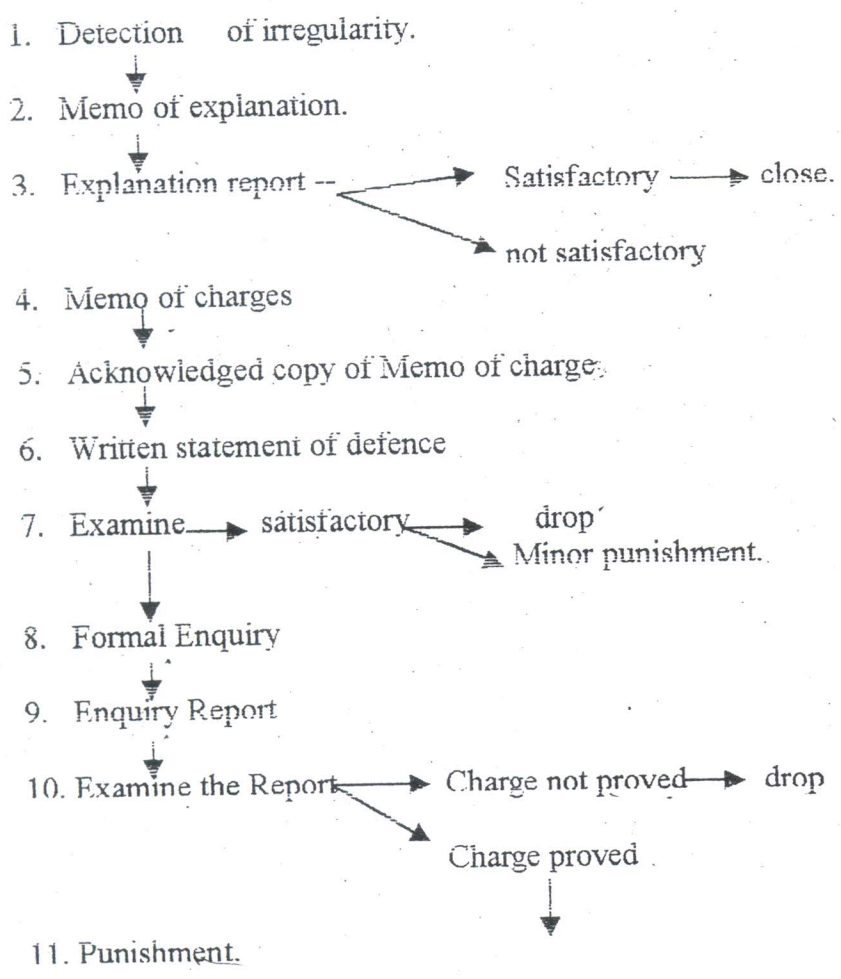 1. Detection of irregularity.
2. Memo of explanation.
3. Explanation report -- Satisfactory close.
not satisfactory
4. Memo of charges
5. Acknowledged copy of Memo of charge.
6. Written statement of defence
7. Examine satisfactory drop
Minor punishment.
8. Formal Enquiry
9. Enquiry Report
10. Examine the Report Charge not proved drop
Charge proved
11. Punishment.